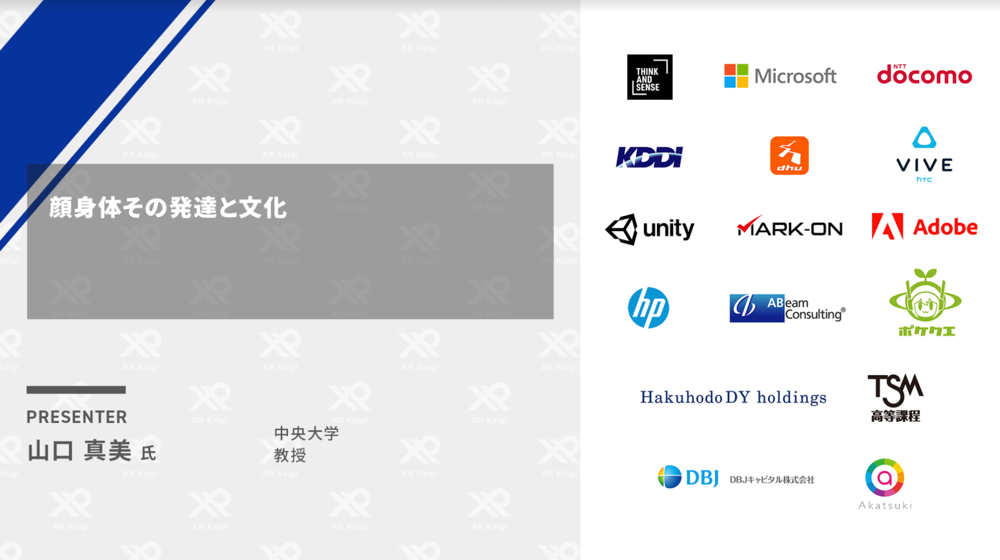 顔身体その発達と文化
PRESENTER
山口 真美 氏
中央大学
教授
THINK
AND
SENSE
Microsoft
NTT
docomo
KDDI
dhu
VIVE
hTC
unity
MARK-ON
Adobe
hp
ABeam
Consulting®
ポケクエ
Hakuhodo DY holdings
TSM
高等課程
DBJ DBJキャピタル株式会社
a
Akatsuki
XR Kaigi